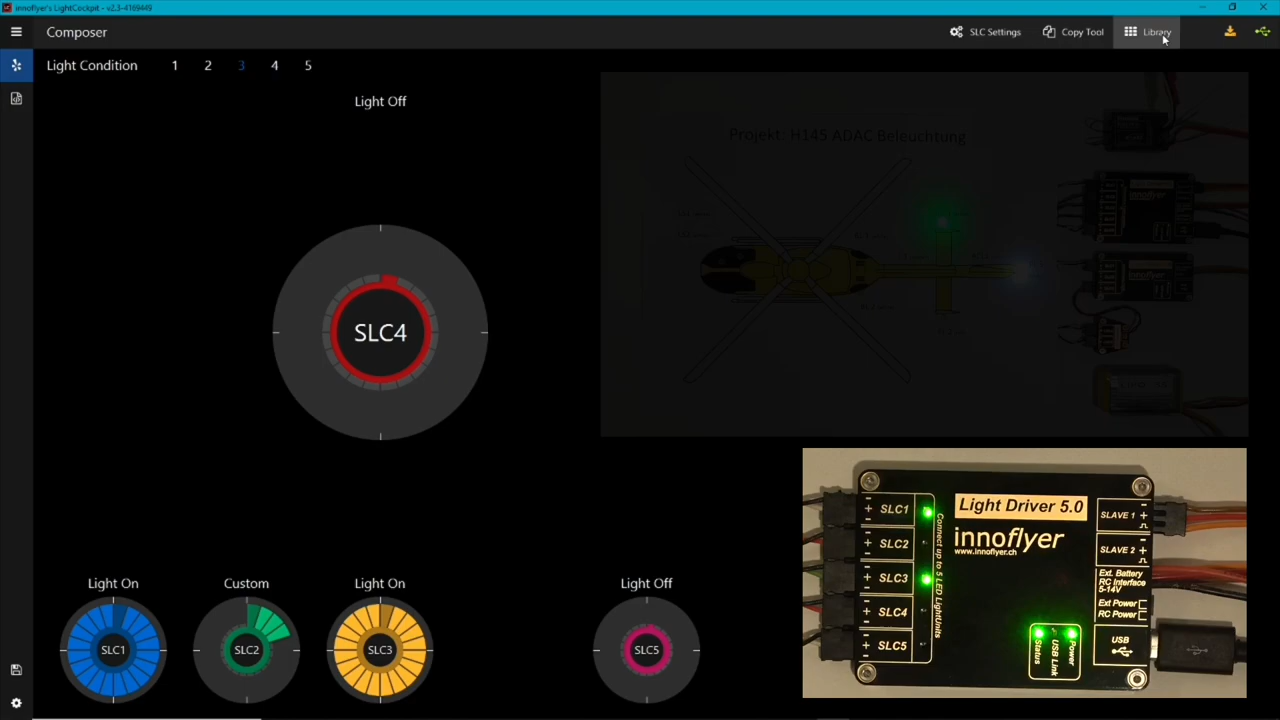 innoflyer's LightCockpit - v2.3-4169449
Composer
SLC Settings
Copy Tool
Library
Light Condition
1
2
3
4
5
Light Off
Projekt: H145 ADAC Beleuchtung
SLC4
Light On
Custom
Light On
Light Off
SLC1
SLC2
SLC3
SLC5
SLC1
SLC2
SLC3
SLC4
SLC5
Connect up to 5 LED LightUnits
Light Driver 5.0
innoflyer
www.innoflyer.ch
SLAVE 1
SLAVE 2
Ext. Battery
RC Interface
5-14V
Ext Power
RC Power
USB
Status
USB Link
Power